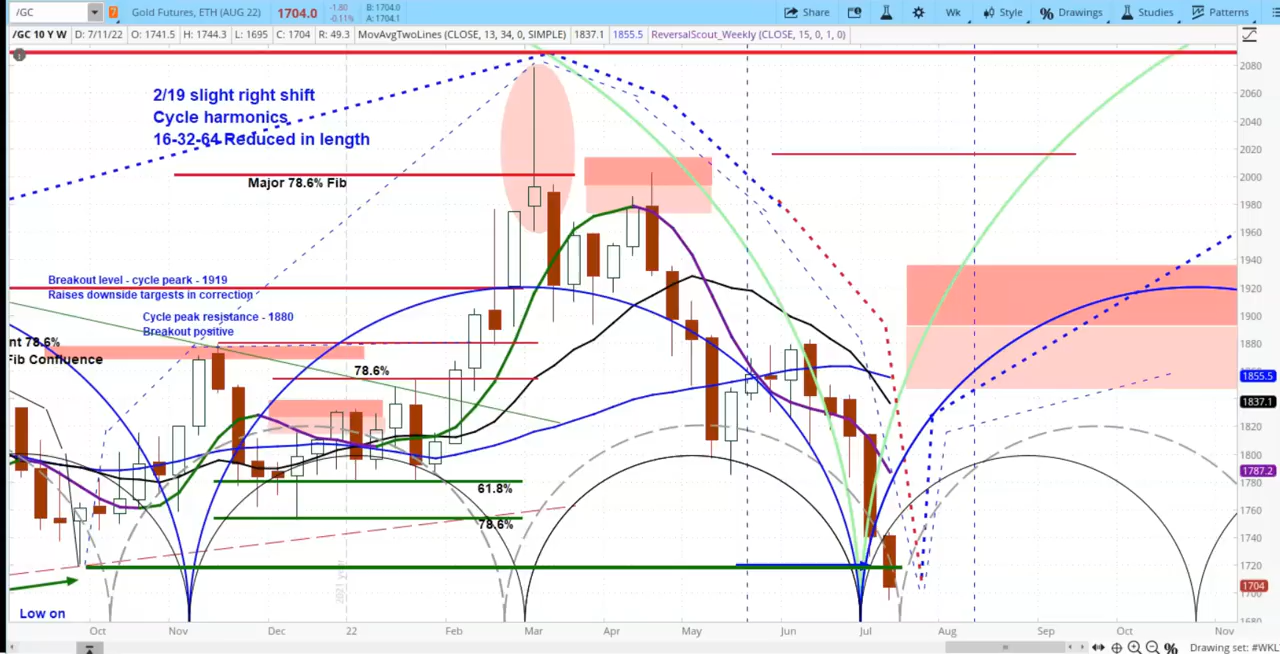 /GC
7
Gold Futures, ETH (AUG 22)
1704.0
-1.80
-0.11%
B: 1704.0
A: 1704.1
Share
Wk
Style
Drawings
Studies
Patterns
/GC 10 Y W D: 7/11/22 O: 1741.5 H: 1744.3 L: 1695 C: 1704 R: 49.3 MovAvgTwoLines (CLOSE, 13, 34, 0, SIMPLE) 1837.1 1855.5 ReversalScout_Weekly (CLOSE, 15, 0, 1, 0)
2/19 slight right shift
Cycle harmonics
16-32-64 Reduced in length
Major 78.6% Fib
Breakout level - cycle peark - 1919
Raises downside targests in correction
Cycle peak resistance - 1880
Breakout positive
nt 78.6%
Fib Confluence
78.6%
61.8%
78.6%
Low on
2080
2060
2040
2020
2000
1980
1960
1940
1920
1900
1880
1860
1855.5
1837.1
1820
1800
1787.2
1780
1760
1740
1720
1704
1700
1680
Oct
Nov
Dec
22
Feb
Mar
Apr
May
Jun
Jul
Aug
Sep
Oct
Nov
Drawing set: #WKL